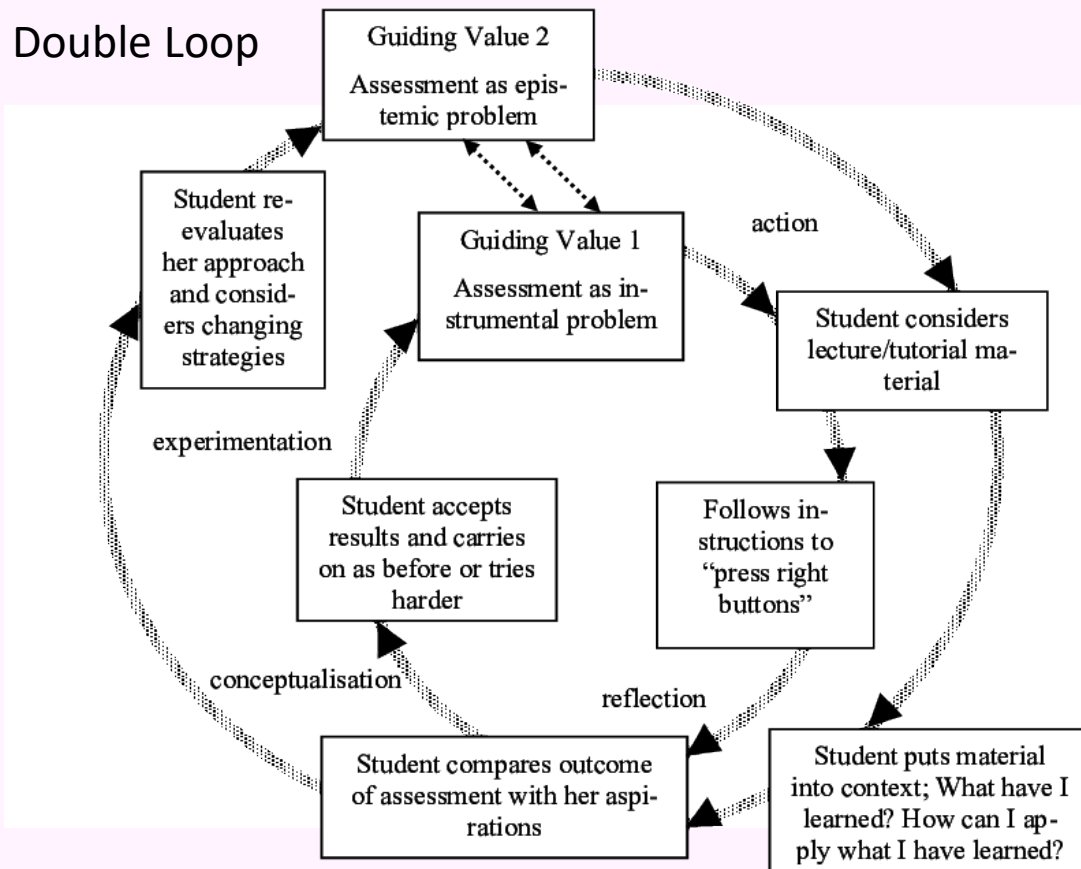 Double Loop
Guiding Value 2
Assessment as epis-
temic problem
Student re-
evaluates
her approach
and consid-
ers changing
strategies
Guiding Value 1
Assessment as in-
strumental problem
action
Student considers
lecture/tutorial ma-
terial
experimentation
Student accepts
results and carries
on as before or tries
harder
Follows in-
structions to
“press right
buttons”
conceptualisation
reflection
Student compares outcome
of assessment with her aspi-
rations
Student puts material
into context; What have I
learned? How can I ap-
ply what I have learned?